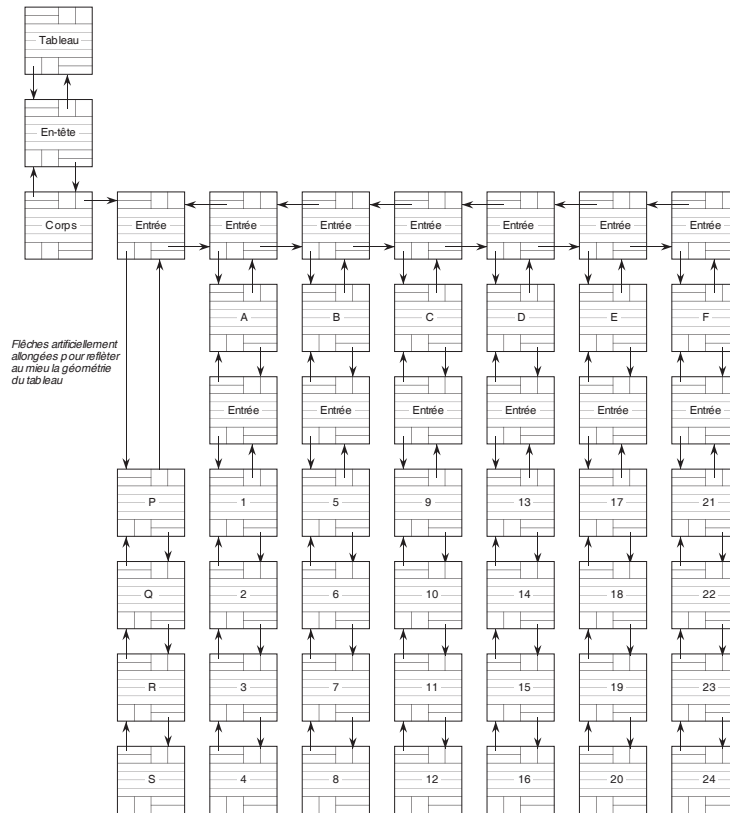 Tableau
En-tête
Corps Entrée Entrée Entrée Entrée Entrée Entrée Entrée
A B C D E F
Flêches artificiellement
allongées pour reflèter
au mieu la géométrie
du tableau
Entrée Entrée Entrée Entrée Entrée Entrée
P 1 5 9 13 17 21
Q 2 6 10 14 18 22
R 3 7 11 15 19 23
S 4 8 12 16 20 24